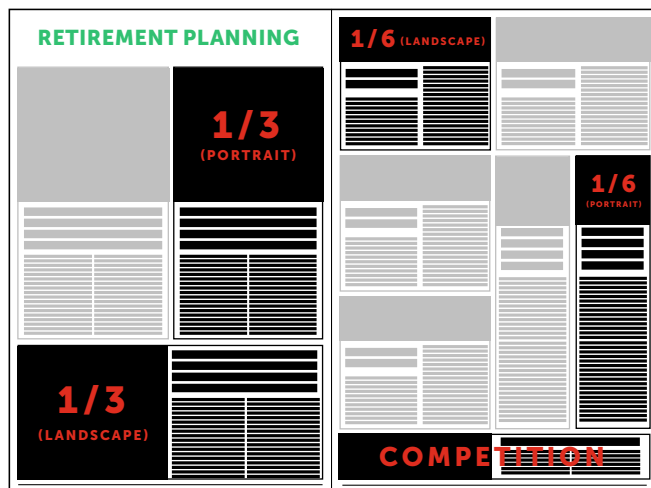 RETIREMENT PLANNING
1/3
(PORTRAIT)
1/3
(LANDSCAPE)
1/6 (LANDSCAPE)
1/6
(PORTRAIT)
COMPETITION